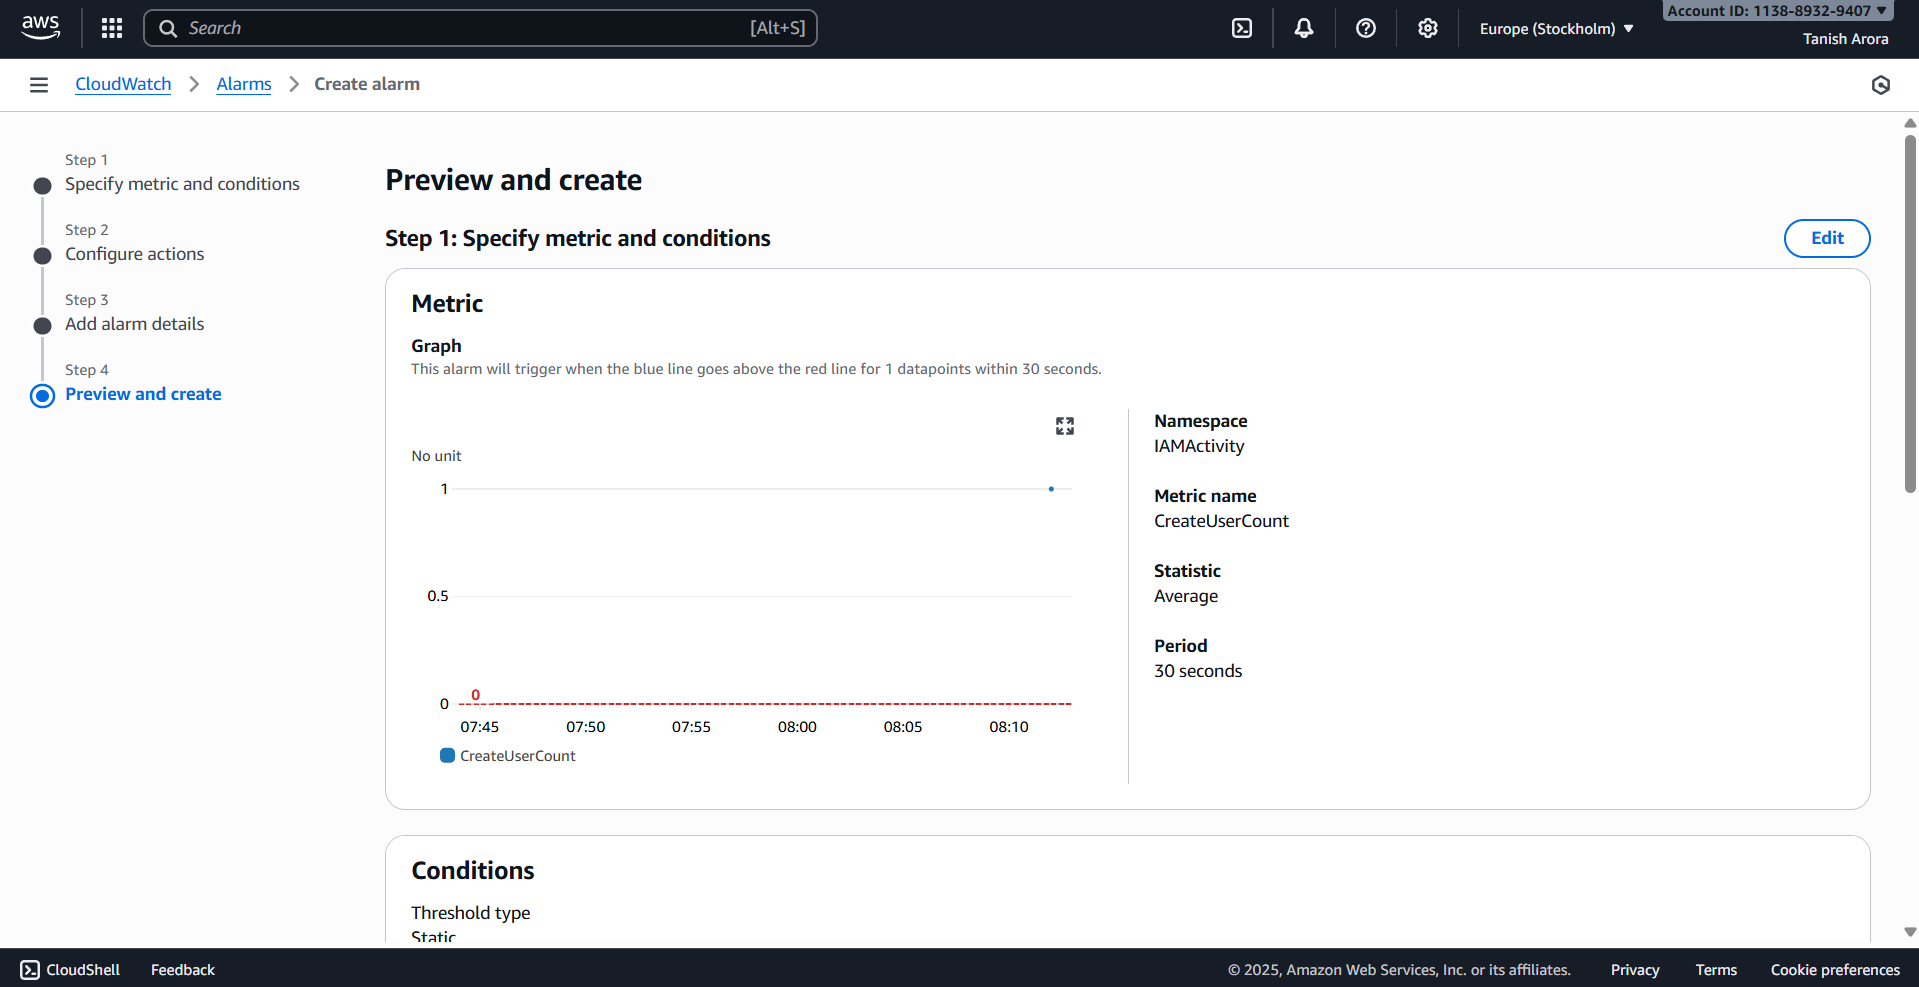 aws
Search [Alt+S]
Europe (Stockholm)
Account ID: 1138-8932-9407
Tanish Arora
CloudWatch
Alarms
Create alarm
Step 1
Specify metric and conditions
Step 2
Configure actions
Step 3
Add alarm details
Step 4
Preview and create
Preview and create
Step 1: Specify metric and conditions
Edit
Metric
Graph
This alarm will trigger when the blue line goes above the red line for 1 datapoints within 30 seconds.
No unit
1
0.5
0
0
07:45 07:50 07:55 08:00 08:05 08:10
CreateUserCount
Namespace
IAMActivity
Metric name
CreateUserCount
Statistic
Average
Period
30 seconds
Conditions
Threshold type
Static
CloudShell
Feedback
© 2025, Amazon Web Services, Inc. or its affiliates.
Privacy
Terms
Cookie preferences